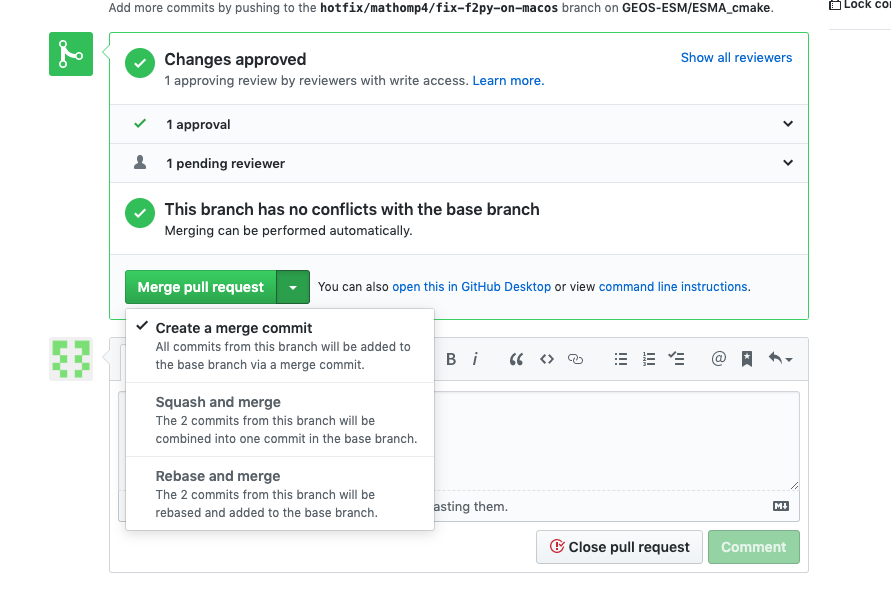 Add more commits by pushing to the hotfix/mathomp4/fix-f2py-on-macos branch on GEOS-ESM/ESMA_cmake.
Lock
Changes approved
Show all reviewers
1 approving review by reviewers with write access. Learn more.
1 approval
1 pending reviewer
This branch has no conflicts with the base branch
Merging can be performed automatically.
Merge pull request
You can also open this in GitHub Desktop or view command line instructions.
Create a merge commit
All commits from this branch will be added to
the base branch via a merge commit.
Squash and merge
The 2 commits from this branch will be
combined into one commit in the base branch.
Rebase and merge
The 2 commits from this branch will be
rebased and added to the base branch.
B i
asting them.
Close pull request
Comment